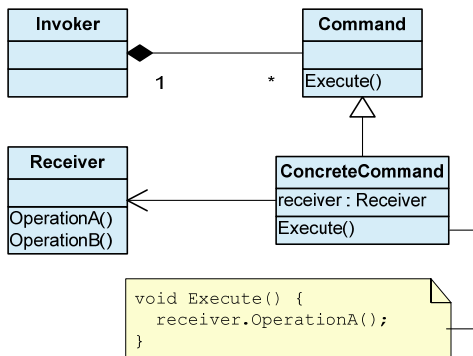 Invoker
Command
Execute()
1 *
Receiver
OperationA()
OperationB()
ConcreteCommand
receiver : Receiver
Execute()
void Execute() {
receiver.OperationA();
}